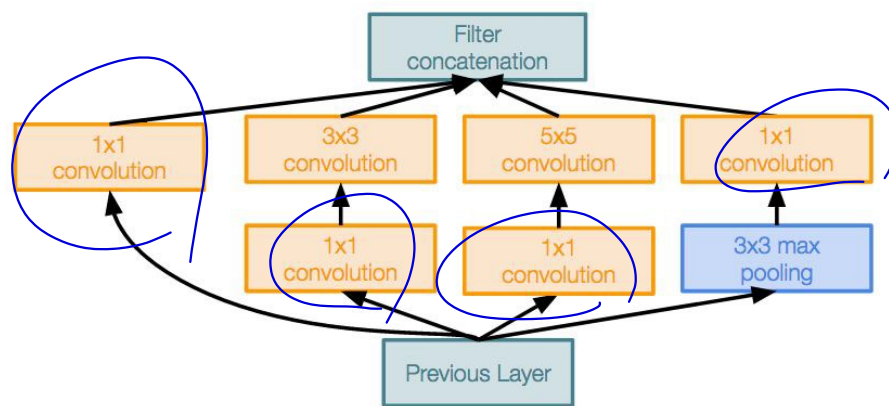 Filter
concatenation
1x1
convolution
3x3
convolution
5x5
convolution
1x1
convolution
1x1
convolution
1x1
convolution
3x3 max
pooling
Previous Layer